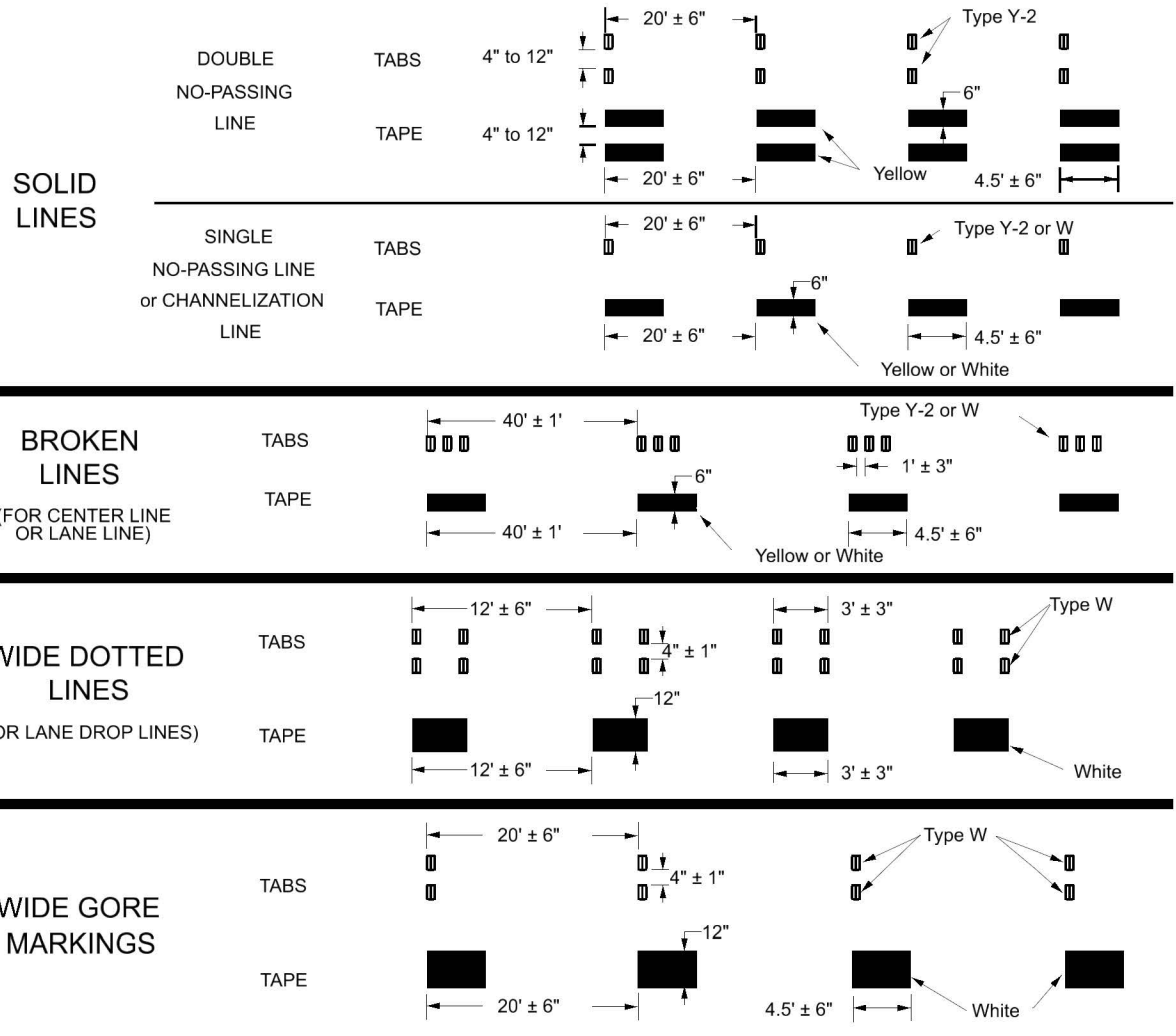 SOLID
LINES
DOUBLE
NO-PASSING
LINE
TABS
4" to 12"
20' ± 6"
Type Y-2
TAPE
4" to 12"
6"
20' ± 6"
Yellow
4.5' ± 6"
SINGLE
NO-PASSING LINE
or CHANNELIZATION
LINE
TABS
20' ± 6"
Type Y-2 or W
TAPE
6"
20' ± 6"
4.5' ± 6"
Yellow or White
BROKEN
LINES
(FOR CENTER LINE
OR LANE LINE)
TABS
40' ± 1'
Type Y-2 or W
1' ± 3"
TAPE
6"
40' ± 1'
4.5' ± 6"
Yellow or White
WIDE DOTTED
LINES
OR LANE DROP LINES)
TABS
12' ± 6"
3' ± 3"
Type W
4" ± 1"
TAPE
12"
12' ± 6"
3' ± 3"
White
WIDE GORE
MARKINGS
TABS
20' ± 6"
Type W
4" ± 1"
TAPE
12"
20' ± 6"
4.5' ± 6"
White